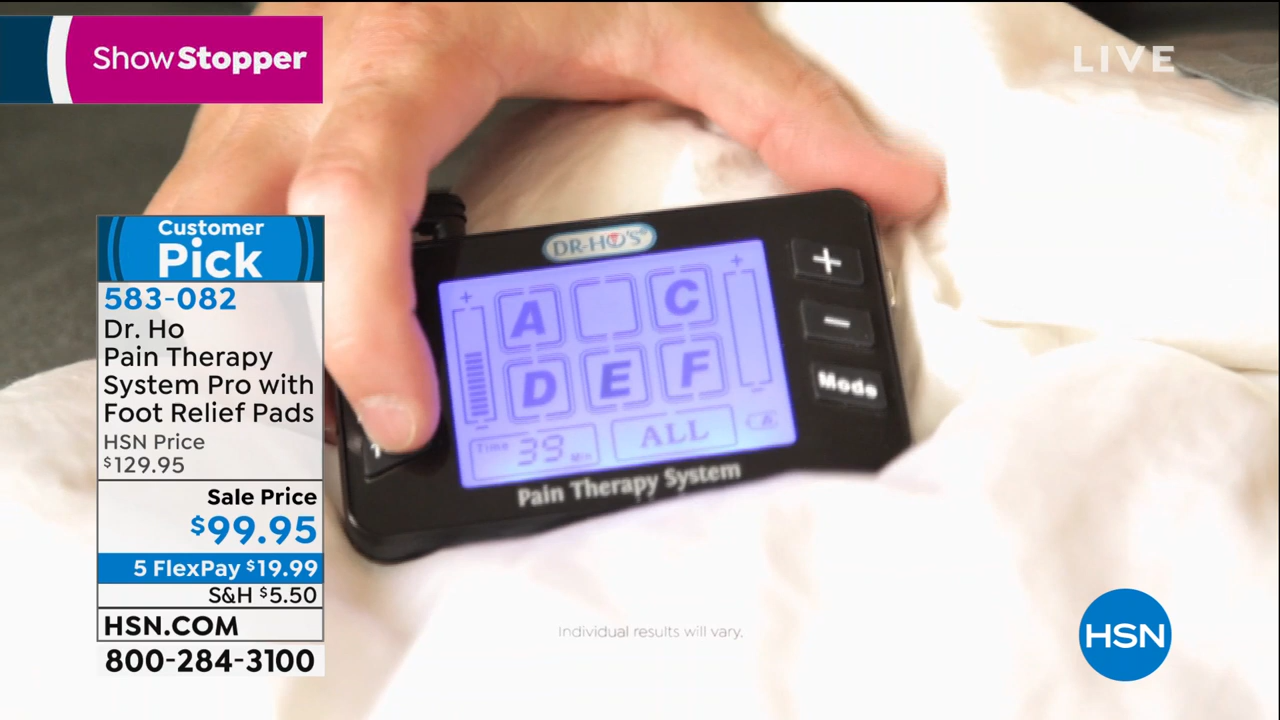 ShowStopper
LIVE
Customer
Pick
583-082
Dr. Ho
Pain Therapy
System Pro with
Foot Relief Pads
HSN Price
$129.95
Sale Price
$99.95
5 FlexPay $19.99
S&H $5.50
HSN.COM
800-284-3100
DR-HO'S
+ +
A C
D E F
- -
Time 39 Min ALL
Pain Therapy System
+
-
Mode
Individual results will vary.
HSN